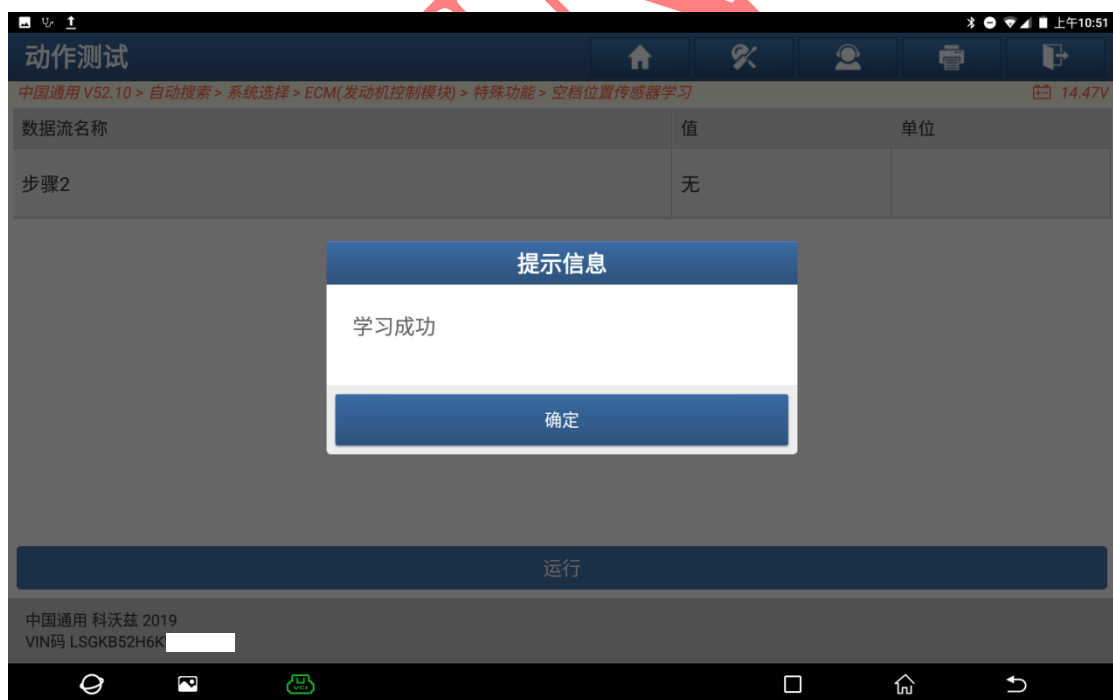 上午10:51
动作测试
中国通用 V52.10 > 自动搜索 > 系统选择 > ECM(发动机控制模块) > 特殊功能 > 空档位置传感器学习
14.47V
数据流名称 值 单位
步骤2 无
提示信息
学习成功
确定
运行
中国通用 科沃兹 2019
VIN码 LSGKB52H6K
VCI